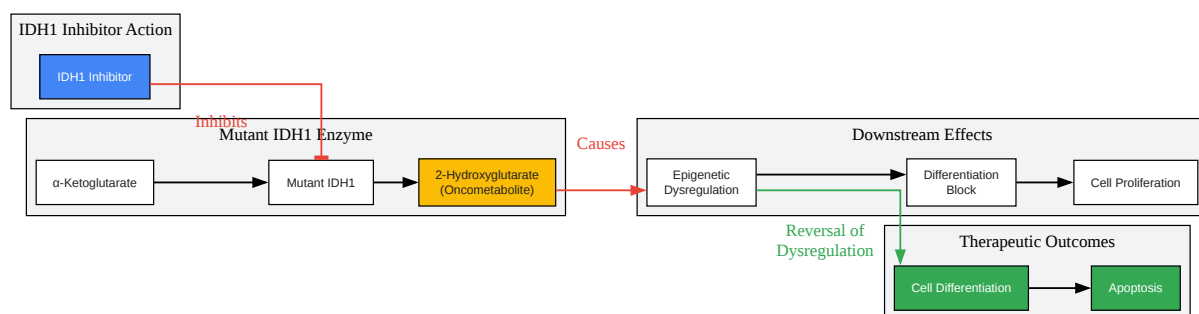 IDH1 Inhibitor Action
IDH1 Inhibitor
Inhibits
Mutant IDH1 Enzyme
α-Ketoglutarate
Mutant IDH1
2-Hydroxyglutarate
(Oncometabolite)
Causes
Downstream Effects
Epigenetic
Dysregulation
Differentiation
Block
Cell Proliferation
Reversal of
Dysregulation
Therapeutic Outcomes
Cell Differentiation
Apoptosis